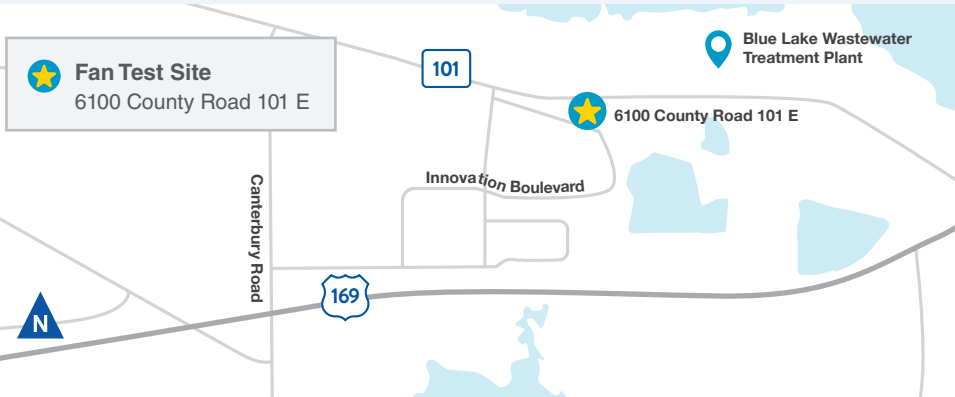 Fan Test Site
6100 County Road 101 E
101
Blue Lake Wastewater
Treatment Plant
6100 County Road 101 E
Innovation Boulevard
Canterbury Road
169
N